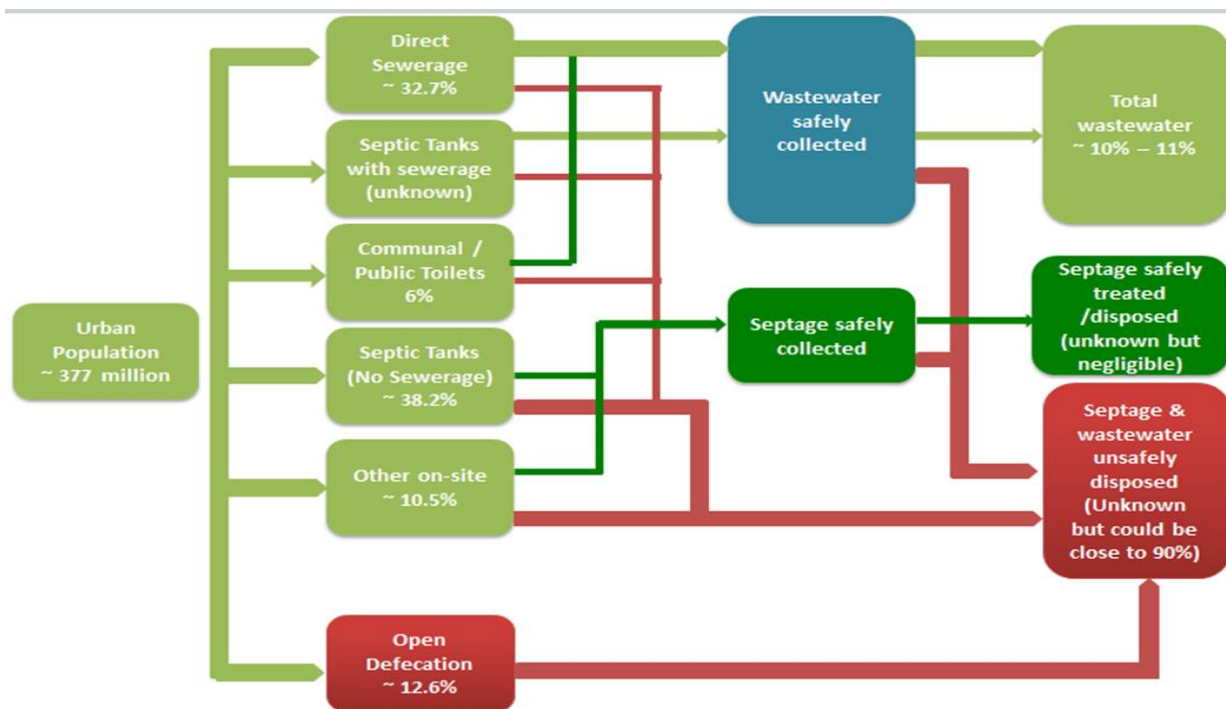 Urban
Population
~ 377 million
Direct
Sewerage
~ 32.7%
Septic Tanks
with sewerage
(unknown)
Communal /
Public Toilets
6%
Septic Tanks
(No Sewerage)
~ 38.2%
Other on-site
~ 10.5%
Open
Defecation
~ 12.6%
Wastewater
safely
collected
Septage safely
collected
Total
wastewater
~ 10% – 11%
Septage safely
treated
/disposed
(unknown but
negligible)
Septage &
wastewater
unsafely
disposed
(Unknown
but could be
close to 90%)